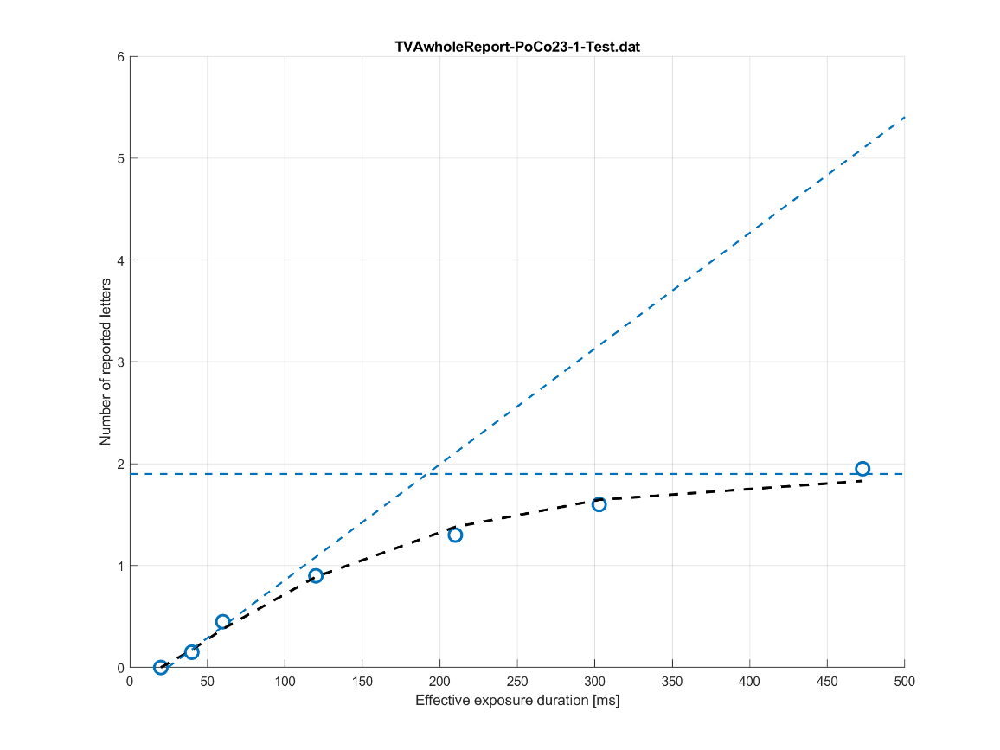 TVAwholeReport-PoCo23-1-Test.dat
6
5
4
3
2
1
0
Number of reported letters
0 50 100 150 200 250 300 350 400 450 500
Effective exposure duration [ms]